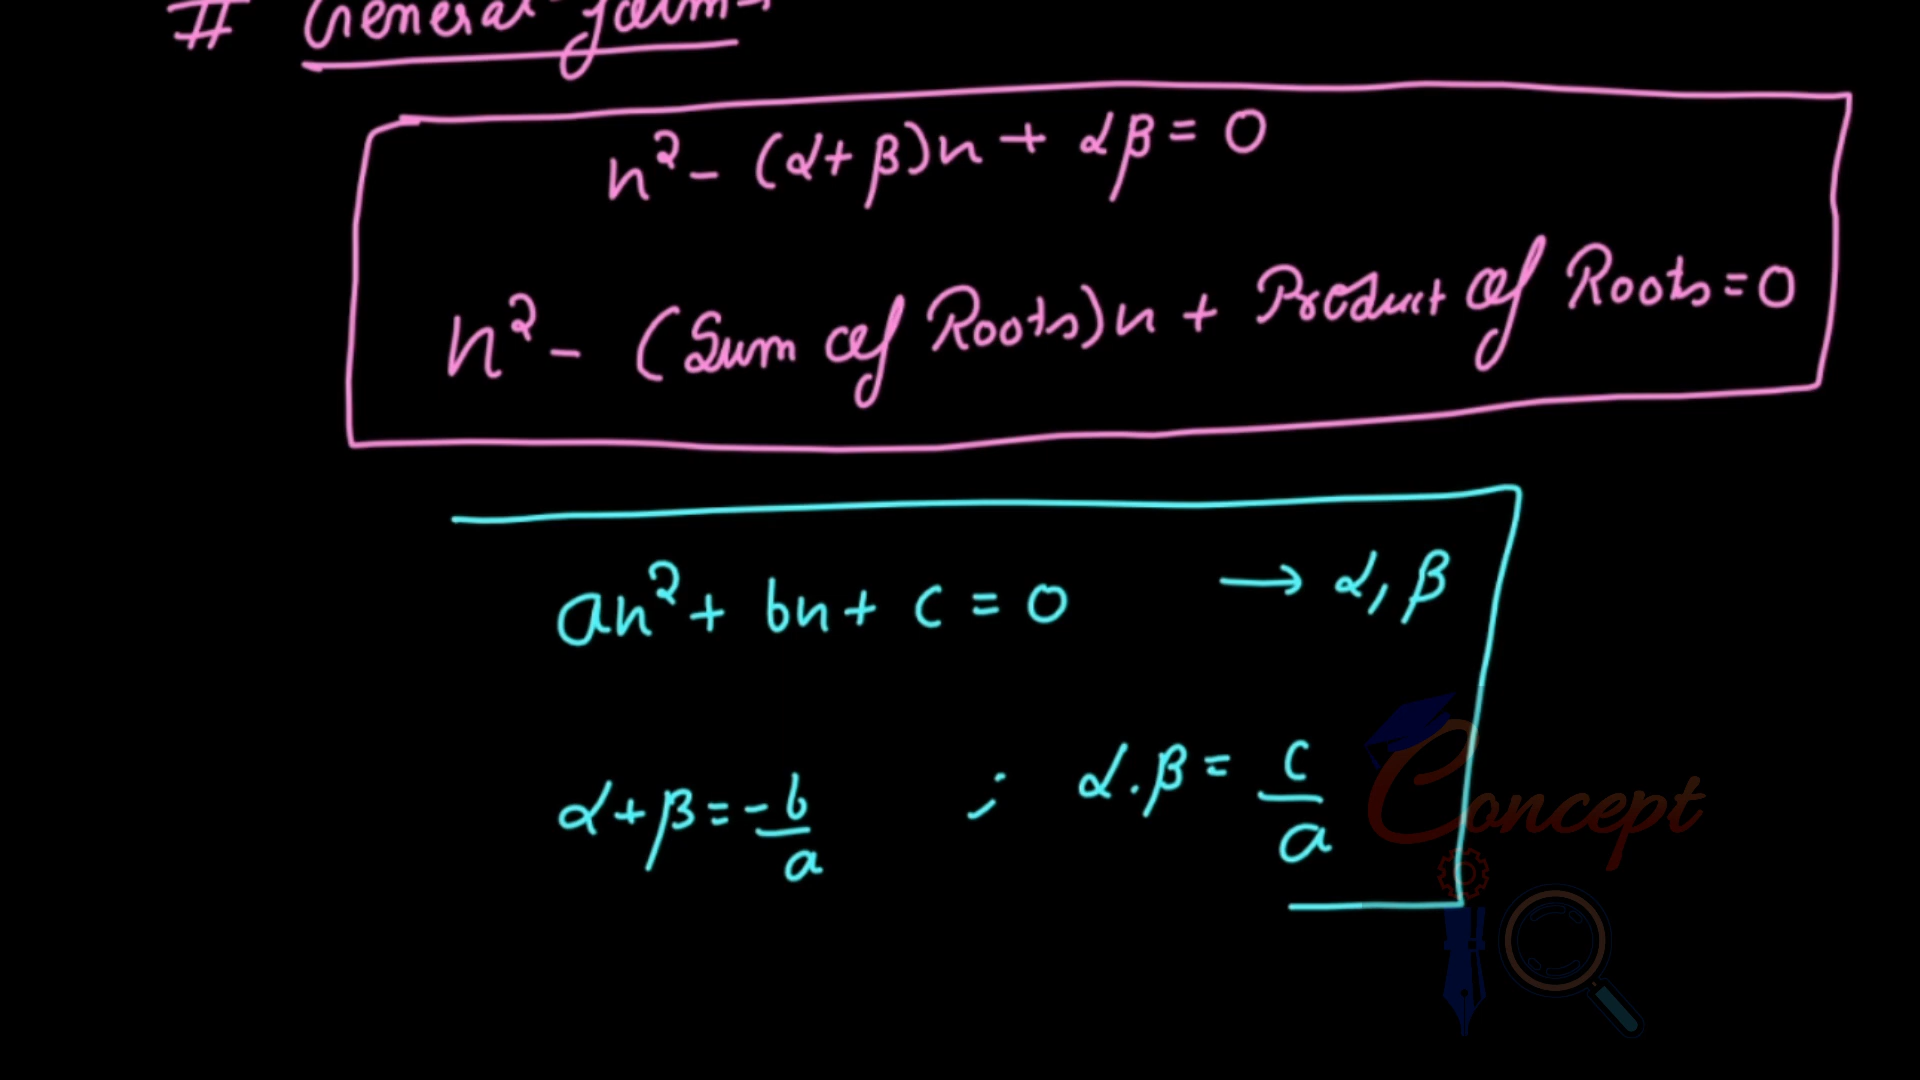 # General form :
x² - (α+β)x + αβ = 0
x² - (Sum of Roots)x + Product of Roots = 0
ax² + bx + c = 0 → α, β
α+β = -b/a ; α.β = c/a
Concept